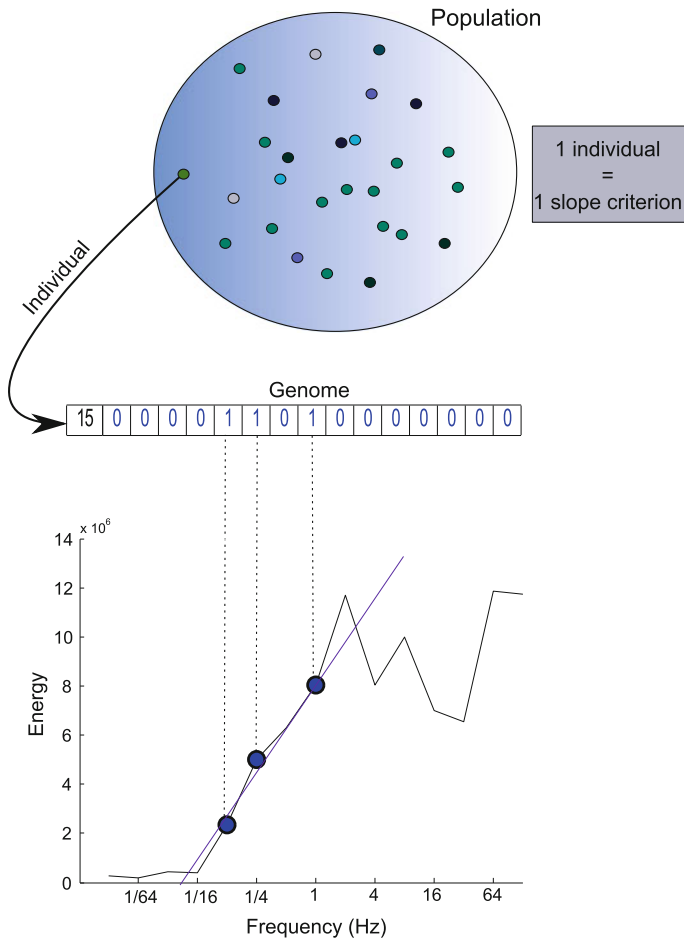 Population
1 individual
=
1 slope criterion
Individual
Genome
15 0 0 0 0 1 1 0 1 0 0 0 0 0 0 0
x 10⁶
14
12
10
8
6
4
2
0
Energy
1/64 1/16 1/4 1 4 16 64
Frequency (Hz)